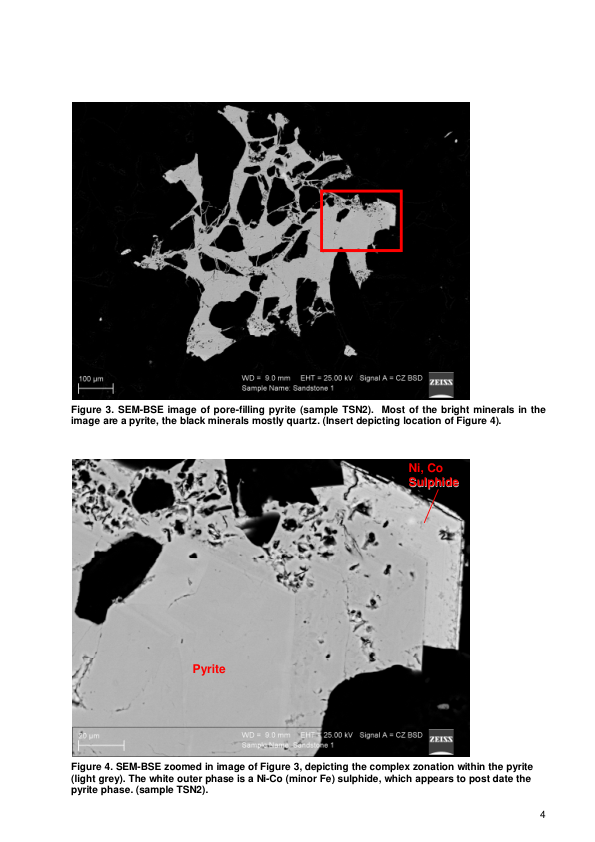 100 µm
WD = 9.0 mm EHT = 25.00 kV Signal A = CZ BSD
Sample Name: Sandstone 1
ZEISS
Figure 3. SEM-BSE image of pore-filling pyrite (sample TSN2). Most of the bright minerals in the
image are a pyrite, the black minerals mostly quartz. (Insert depicting location of Figure 4).
Ni, Co
Sulphide
Pyrite
20 µm
WD = 9.0 mm EHT = 25.00 kV Signal A = CZ BSD
Sample Name: Sandstone 1
ZEISS
Figure 4. SEM-BSE zoomed in image of Figure 3, depicting the complex zonation within the pyrite
(light grey). The white outer phase is a Ni-Co (minor Fe) sulphide, which appears to post date the
pyrite phase. (sample TSN2).
4